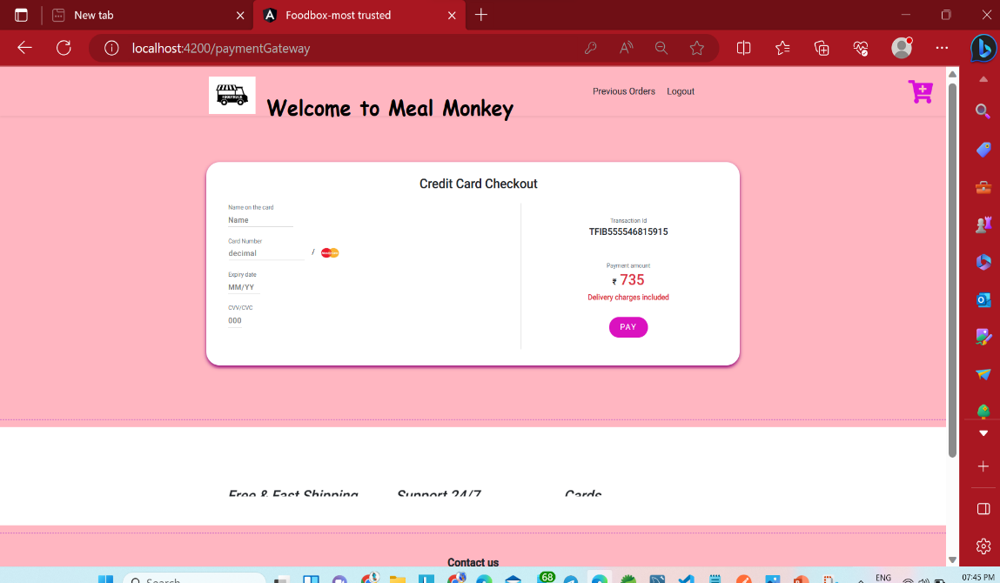 New tab
Foodbox-most trusted
localhost:4200/paymentGateway
Previous Orders Logout
FOODTRUCK
Welcome to Meal Monkey
Credit Card Checkout
Name on the card
Name
Card Number
decimal /
Expiry date
MM/YY
CVV/CVC
000
Transaction Id
TFIB555546815915
Payment amount
₹ 735
Delivery charges included
PAY
Free & Fast Shipping Support 24/7 Cards
Contact us
Search
68
ENG
07:45 PM